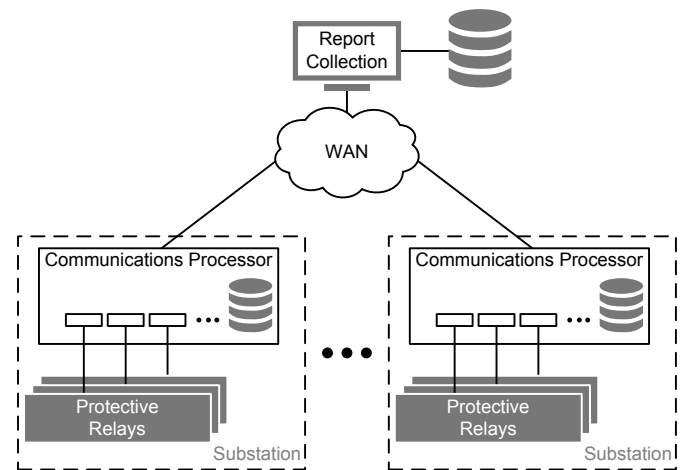 Report
Collection
WAN
Communications Processor
Communications Processor
Protective
Relays
Substation
Protective
Relays
Substation